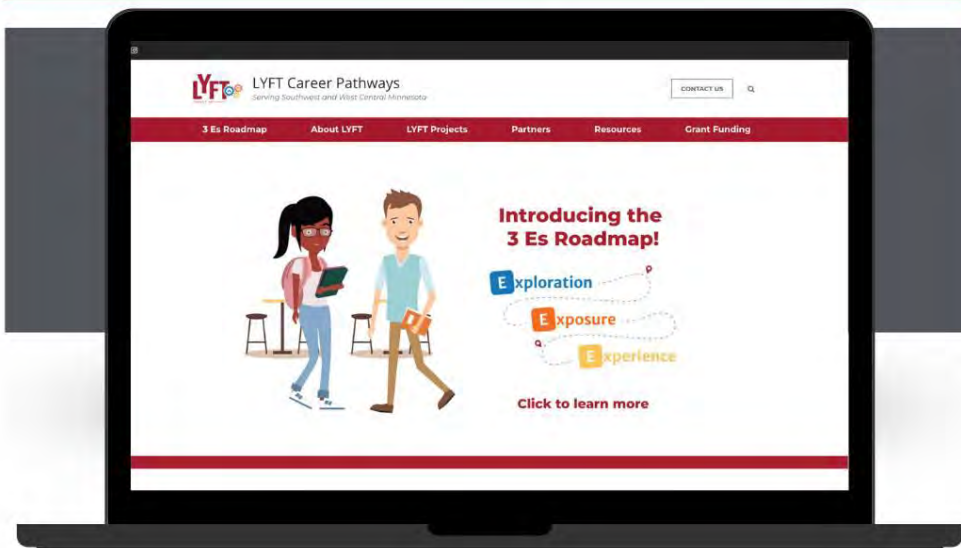 LYFT
LYFT Career Pathways
Serving Southwest and West Central Minnesota
CONTACT US
3 Es Roadmap
About LYFT
LYFT Projects
Partners
Resources
Grant Funding
Introducing the
3 Es Roadmap!
Exploration
Exposure
Experience
Click to learn more